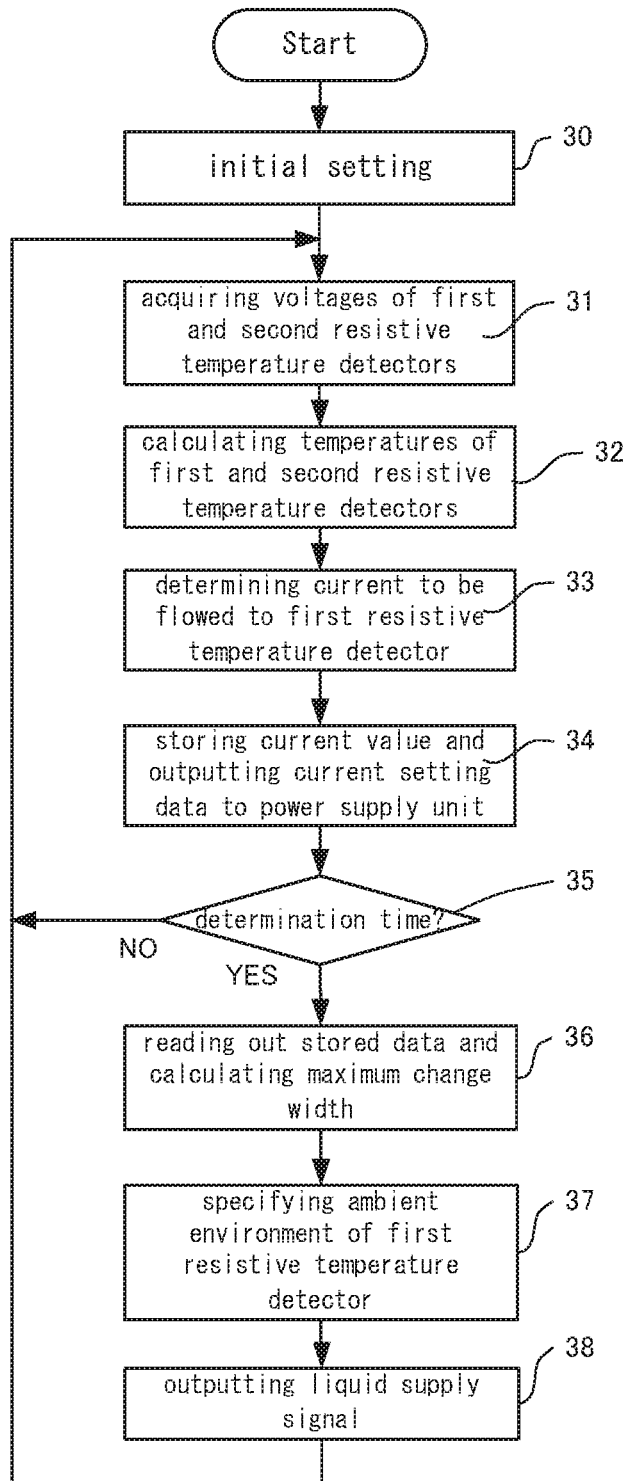 Start
initial setting
30
acquiring voltages of first
and second resistive
temperature detectors
31
calculating temperatures of
first and second resistive
temperature detectors
32
determining current to be
flowed to first resistive
temperature detector
33
storing current value and
outputting current setting
data to power supply unit
34
determination time?
35
NO
YES
reading out stored data and
calculating maximum change
width
36
specifying ambient
environment of first
resistive temperature
detector
37
outputting liquid supply
signal
38